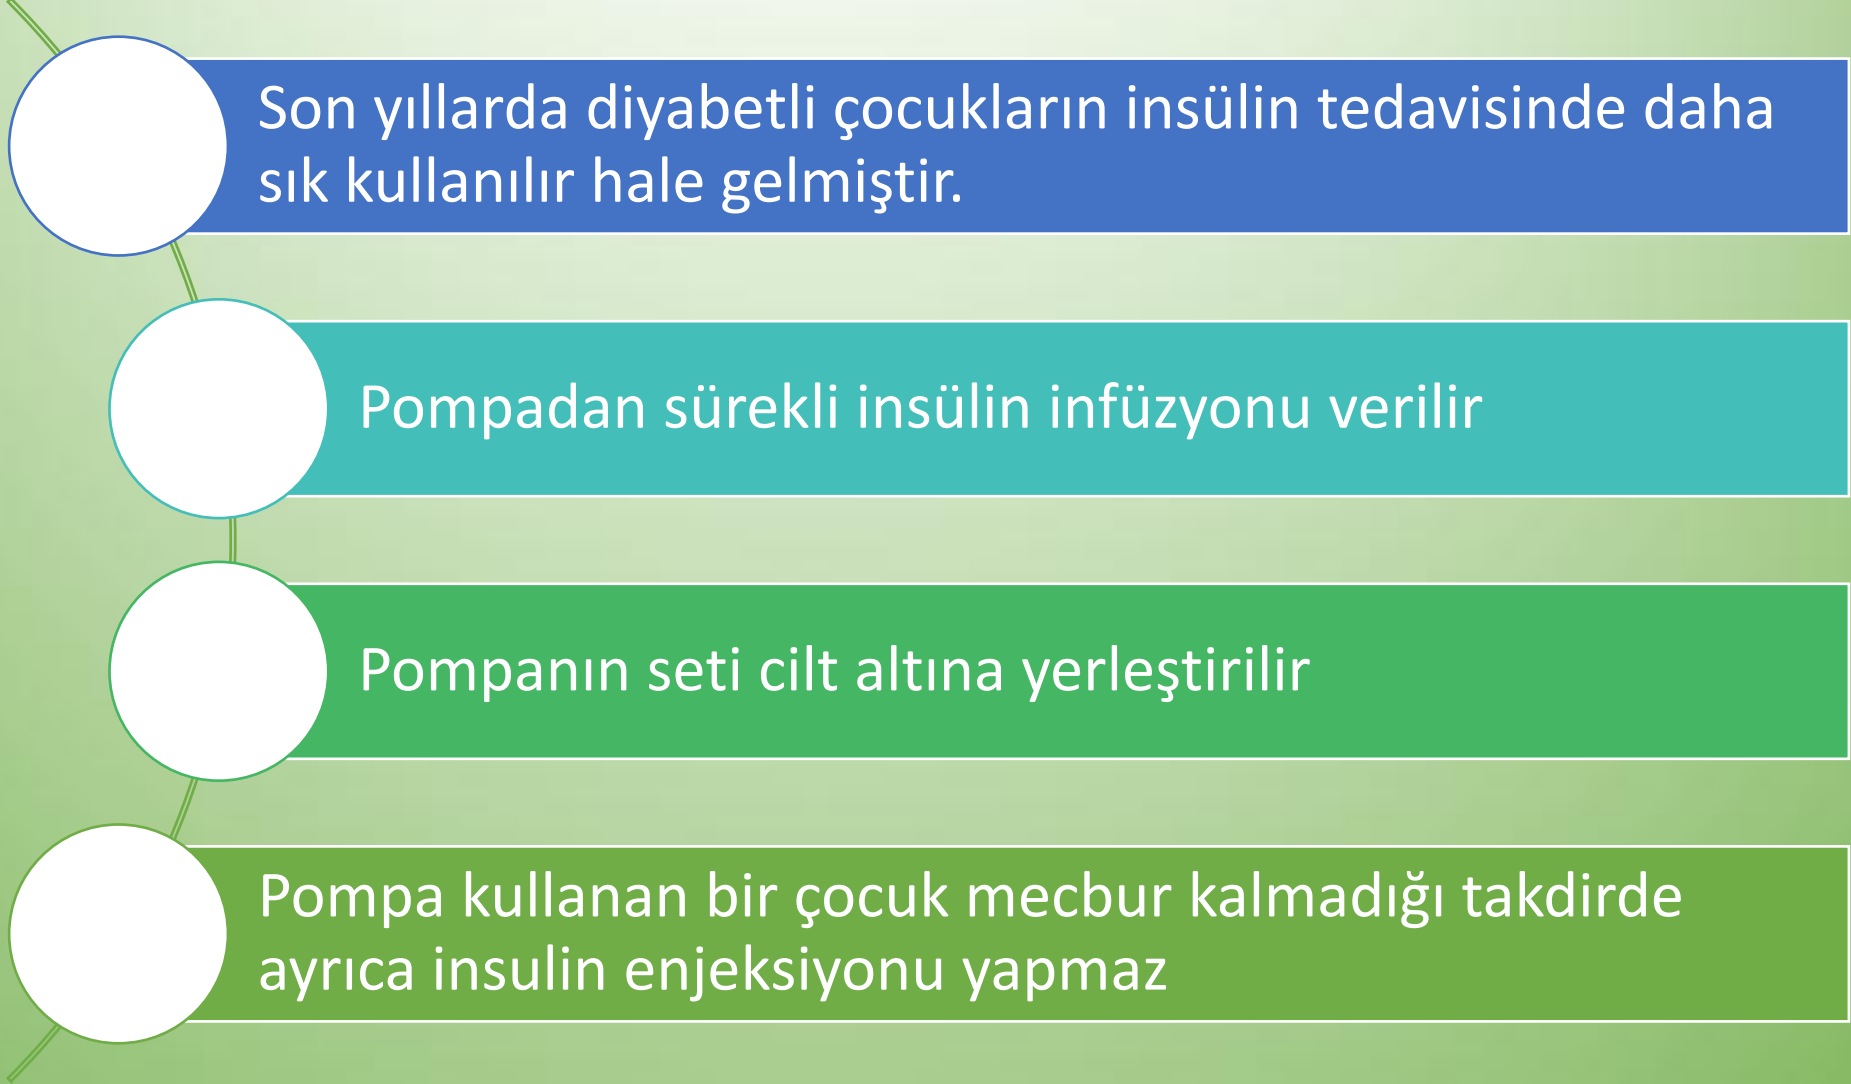 Son yıllarda diyabetli çocukların insülin tedavisinde daha
sık kullanılır hale gelmiştir.
Pompadan sürekli insülin infüzyonu verilir
Pompanın seti cilt altına yerleştirilir
Pompa kullanan bir çocuk mecbur kalmadığı takdirde
ayrıca insulin enjeksiyonu yapmaz